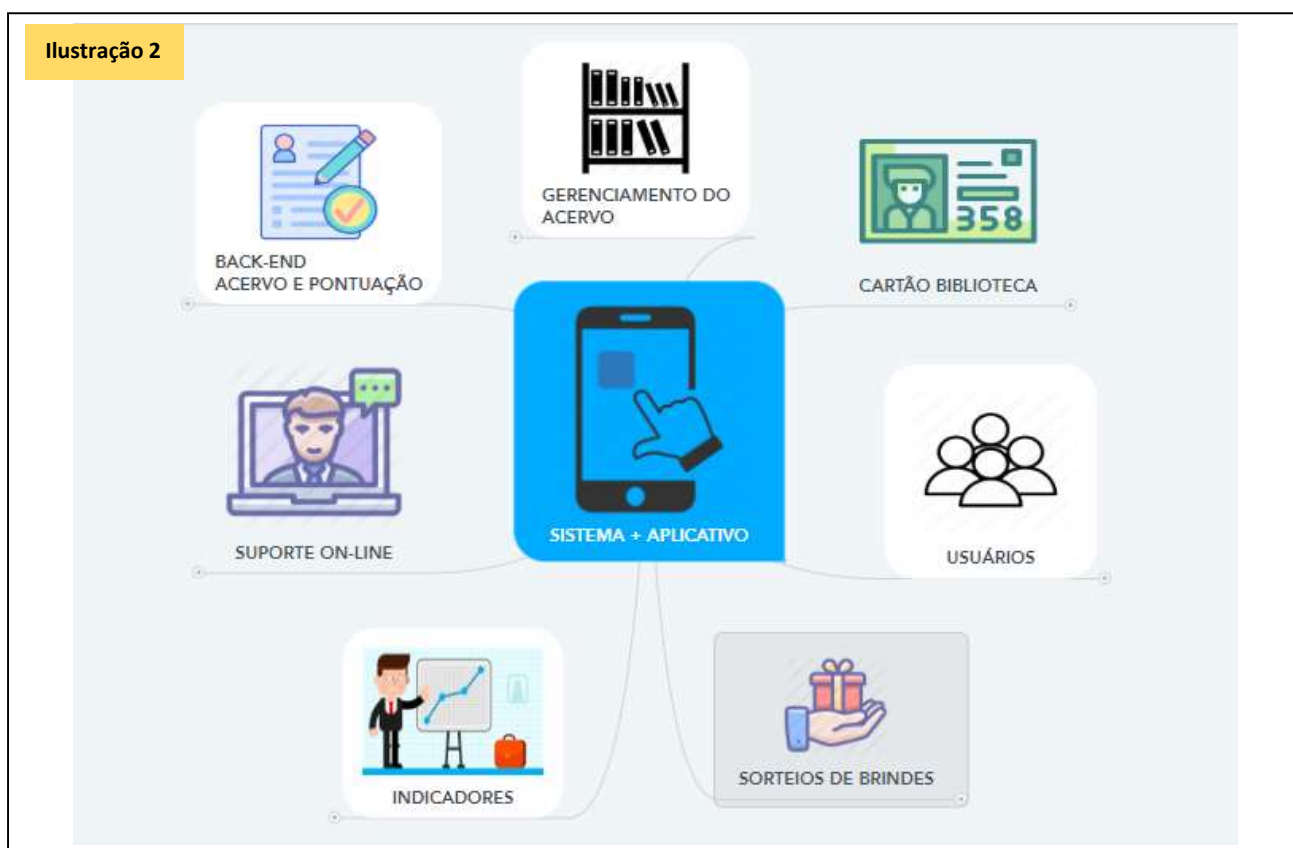 Ilustração 2
GERENCIAMENTO DO
ACERVO
BACK-END
ACERVO E PONTUAÇÃO
358
CARTÃO BIBLIOTECA
SUPORTE ON-LINE
SISTEMA + APLICATIVO
USUÁRIOS
INDICADORES
SORTEIOS DE BRINDES